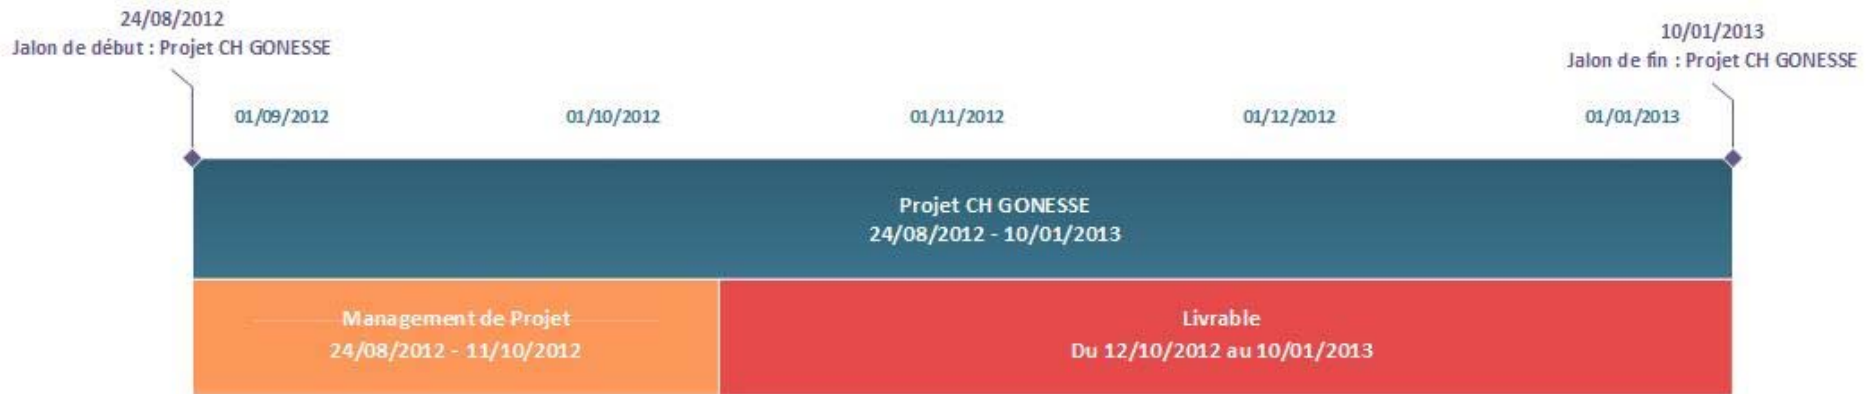 24/08/2012
Jalon de début : Projet CH GONESSE
10/01/2013
Jalon de fin : Projet CH GONESSE
01/09/2012
01/10/2012
01/11/2012
01/12/2012
01/01/2013
Projet CH GONESSE
24/08/2012 - 10/01/2013
Management de Projet
24/08/2012 - 11/10/2012
Livrable
Du 12/10/2012 au 10/01/2013